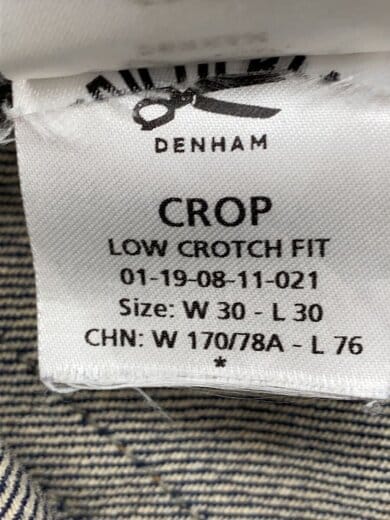 DENHAM
CROP
LOW CROTCH FIT
01-19-08-11-021
Size: W 30 - L 30
CHN: W 170/78A - L 76
*